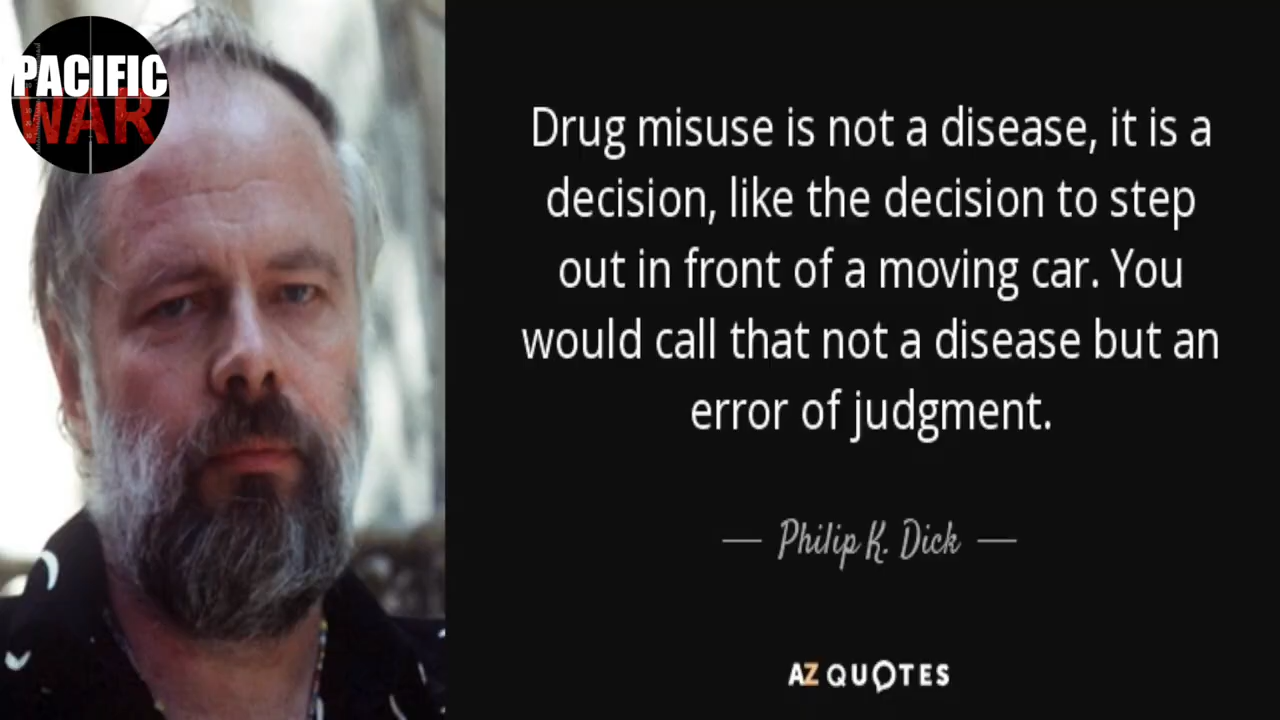 PACIFIC
WAR
Drug misuse is not a disease, it is a
decision, like the decision to step
out in front of a moving car. You
would call that not a disease but an
error of judgment.
— Philip K. Dick —
AZ QUOTES